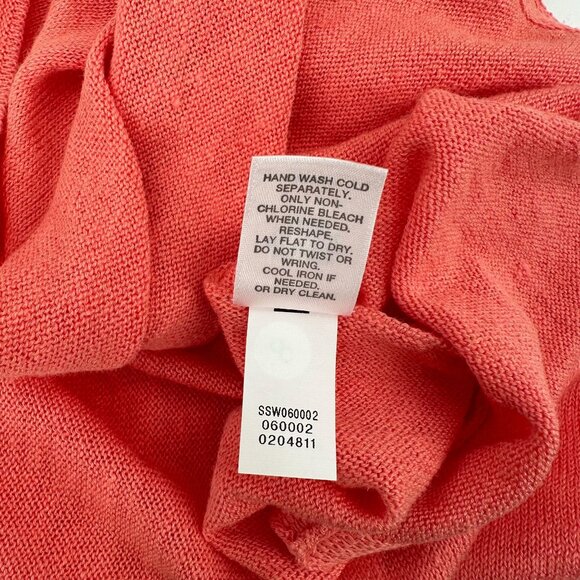 HAND WASH COLD
SEPARATELY.
ONLY NON-
CHLORINE BLEACH
WHEN NEEDED.
RESHAPE,
LAY FLAT TO DRY.
DO NOT TWIST OR
WRING.
COOL IRON IF
NEEDED.
OR DRY CLEAN.
SSW060002
060002
0204811